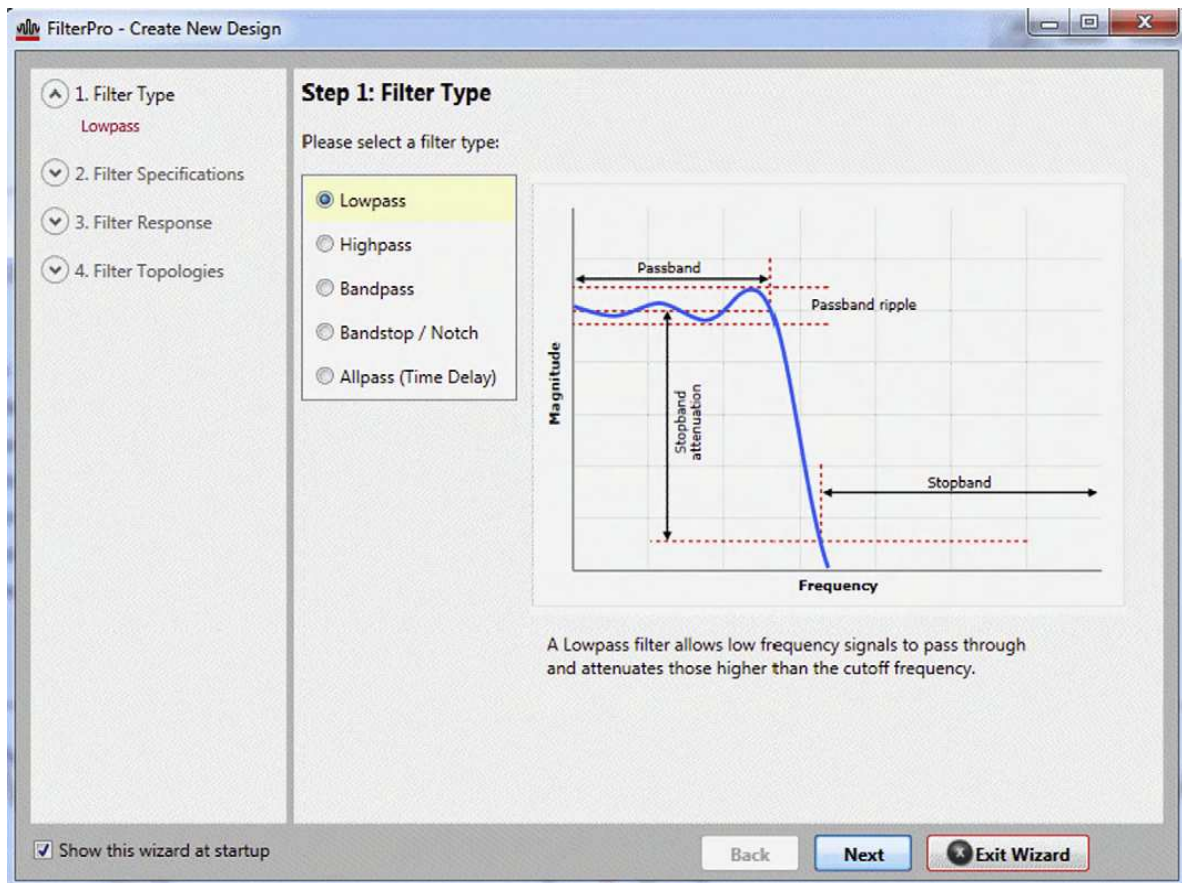 FilterPro - Create New Design
1. Filter Type
Lowpass
2. Filter Specifications
3. Filter Response
4. Filter Topologies
Step 1: Filter Type
Please select a filter type:
Lowpass
Highpass
Bandpass
Bandstop / Notch
Allpass (Time Delay)
Passband
Passband ripple
Magnitude
Stopband
attenuation
Stopband
Frequency
A Lowpass filter allows low frequency signals to pass through
and attenuates those higher than the cutoff frequency.
Show this wizard at startup
Back
Next
Exit Wizard